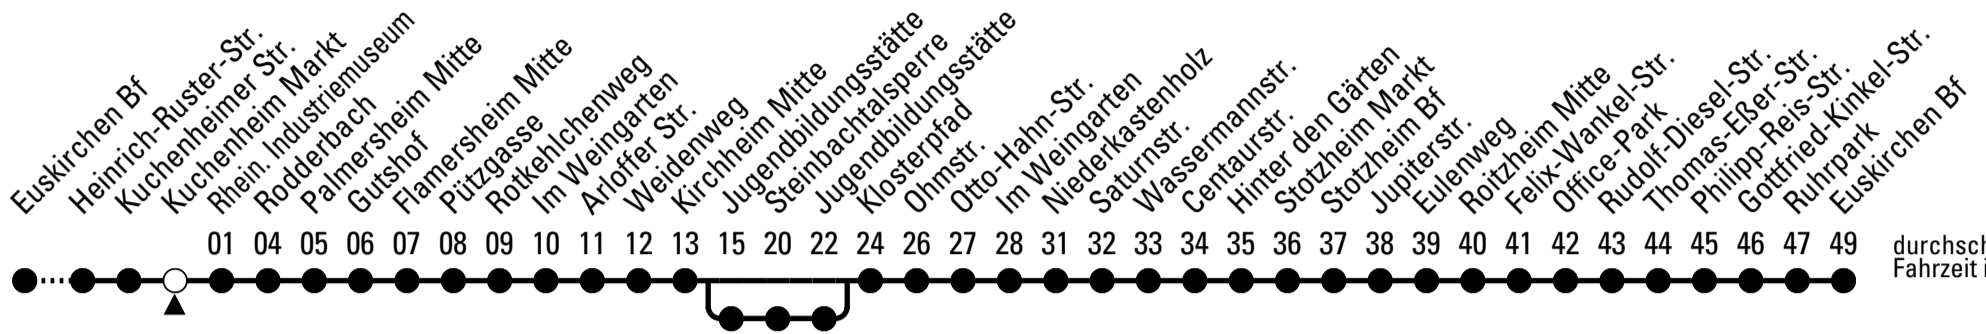 Euskirchen Bf
Heinrich-Ruster-Str.
Kuchenheimer Str.
Kuchenheim Markt
Rhein. Industriemuseum
Rodderbach
Palmersheim Mitte
Gutshof
Flamersheim Mitte
Pützgasse
Rotkehlchenweg
Im Weingarten
Arloffer Str.
Weidenweg
Kirchheim Mitte
Jugendbildungsstätte
Steinbachtalsperre
Jugendbildungsstätte
Klosterpfad
Ohmstr.
Otto-Hahn-Str.
Im Weingarten
Niederkastenholz
Saturnstr.
Wassermannstr.
Centaurstr.
Hinter den Gärten
Stotzheim Markt
Stotzheim Bf
Jupiterstr.
Eulenweg
Roitzheim Mitte
Felix-Wankel-Str.
Office-Park
Rudolf-Diesel-Str.
Thomas-Eßer-Str.
Philipp-Reis-Str.
Gottfried-Kinkel-Str.
Ruhrpark
Euskirchen Bf
01 04 05 06 07 08 09 10 11 12 13 15 20 22 24 26 27 28 31 32 33 34 35 36 37 38 39 40 41 42 43 44 45 46 47 49
durchsch
Fahrzeit i